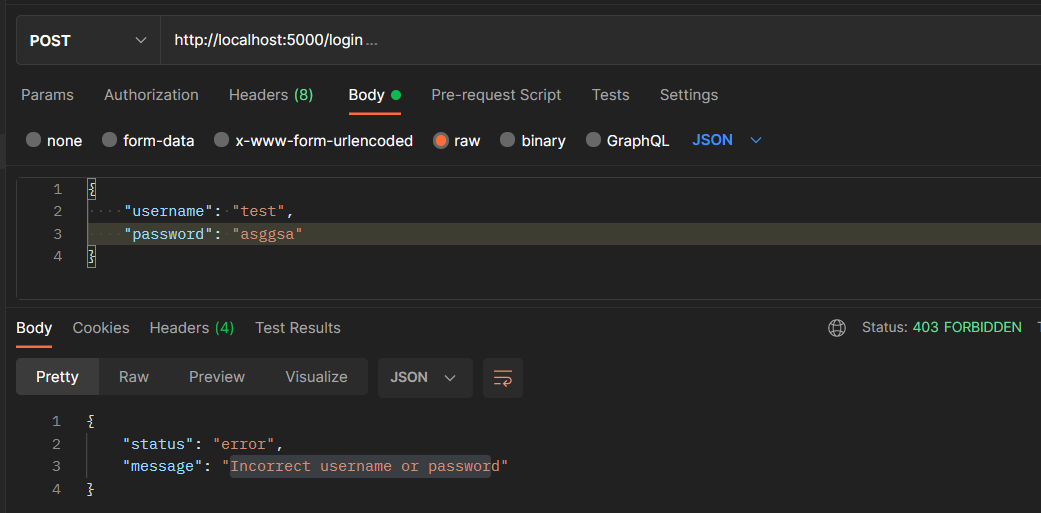 POST http://localhost:5000/login ...
Params Authorization Headers (8) Body Pre-request Script Tests Settings
none form-data x-www-form-urlencoded raw binary GraphQL JSON
1 {
2 "username": "test",
3 "password": "asggsa"
4 }
Body Cookies Headers (4) Test Results Status: 403 FORBIDDEN
Pretty Raw Preview Visualize JSON
1 {
2 "status": "error",
3 "message": "Incorrect username or password"
4 }